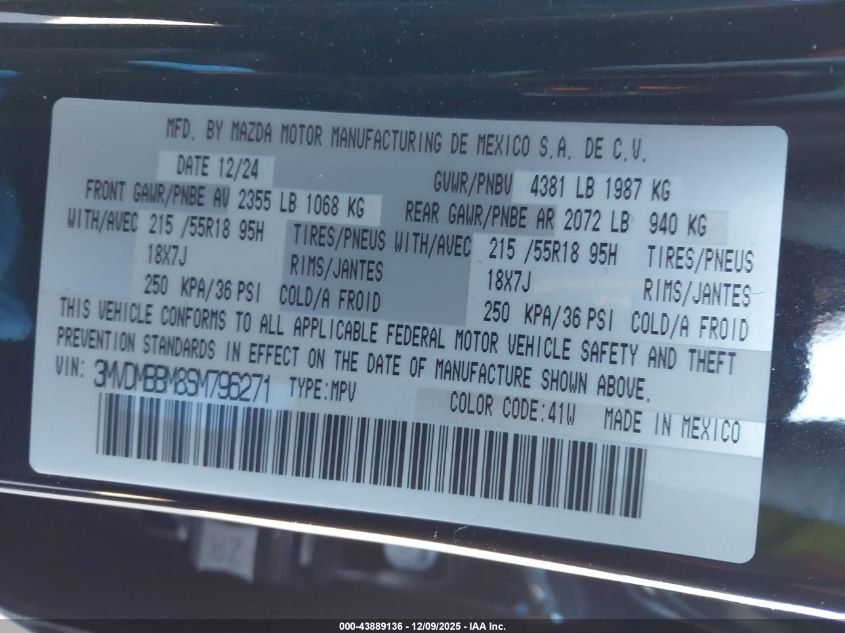 MFD. BY MAZDA MOTOR MANUFACTURING DE MEXICO S.A. DE C.V.
DATE 12/24 GVWR/PNBV 4381 LB 1987 KG
FRONT GAWR/PNBE AV 2355 LB 1068 KG REAR GAWR/PNBE AR 2072 LB 940 KG
WITH/AVEC 215 /55R18 95H TIRES/PNEUS WITH/AVEC 215 /55R18 95H TIRES/PNEUS
18X7J RIMS/JANTES 18X7J RIMS/JANTES
250 KPA/36 PSI COLD/A FROID 250 KPA/36 PSI COLD/A FROID
THIS VEHICLE CONFORMS TO ALL APPLICABLE FEDERAL MOTOR VEHICLE SAFETY AND THEFT
PREVENTION STANDARDS IN EFFECT ON THE DATE OF MANUFACTURE SHOWN ABOVE.
VIN: 3MVDMBBM8SM796271 TYPE:MPV COLOR CODE:41W MADE IN MEXICO
ZR
000-43889136 - 12/09/2025 - IAA Inc.